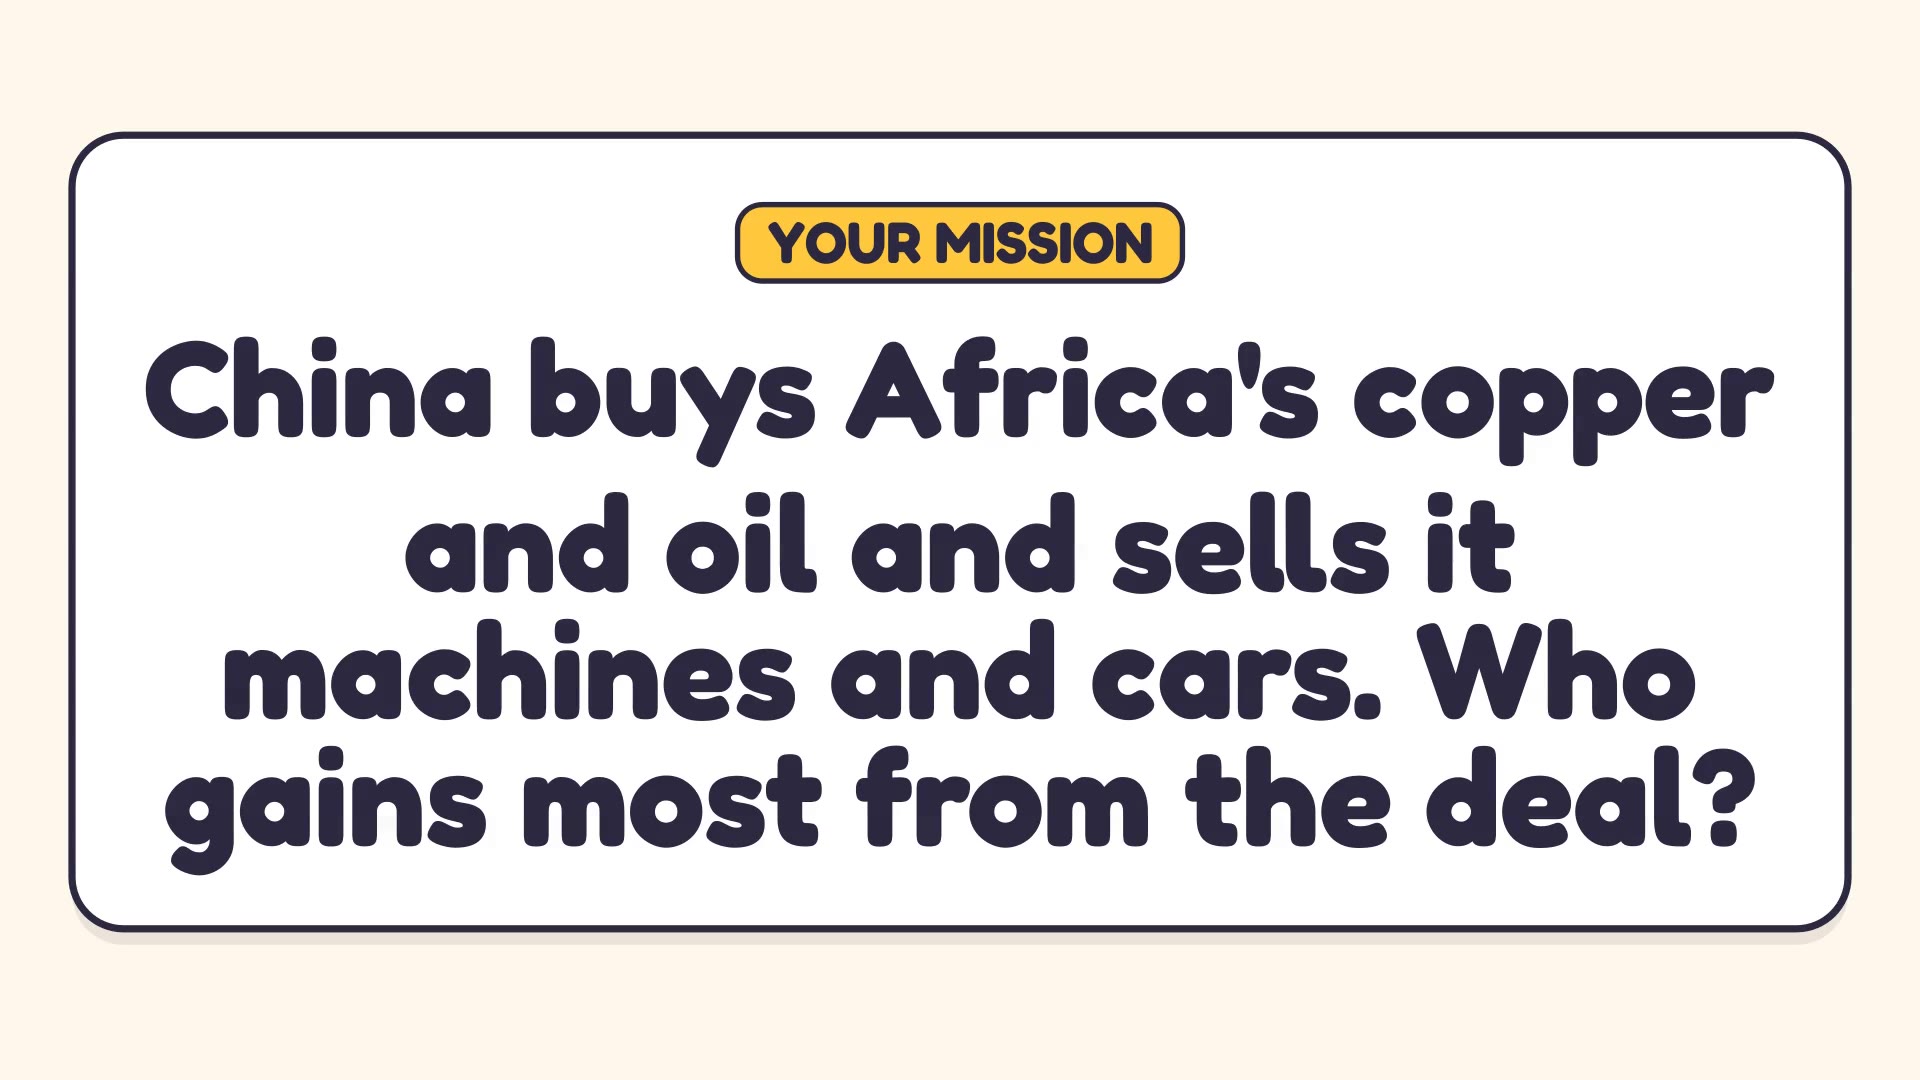 YOUR MISSION
China buys Africa's copper
and oil and sells it
machines and cars. Who
gains most from the deal?